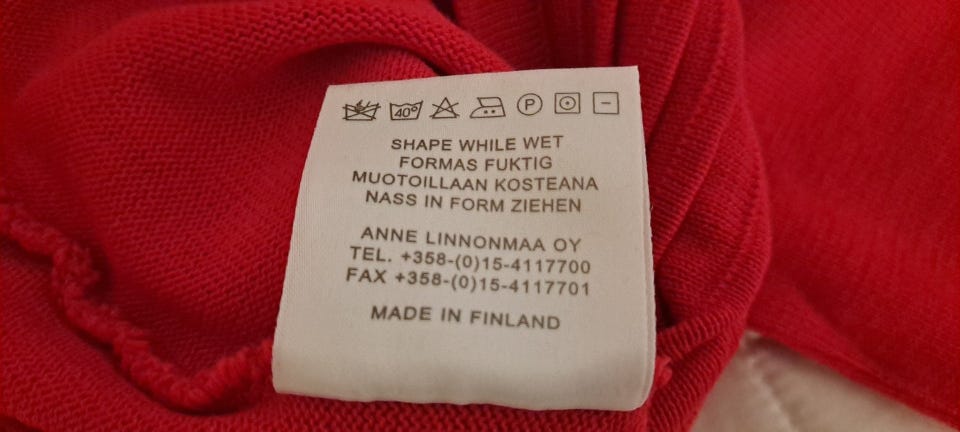 40°
P
SHAPE WHILE WET
FORMAS FUKTIG
MUOTOILLAAN KOSTEANA
NASS IN FORM ZIEHEN
ANNE LINNONMAA OY
TEL. +358-(0)15-4117700
FAX +358-(0)15-4117701
MADE IN FINLAND